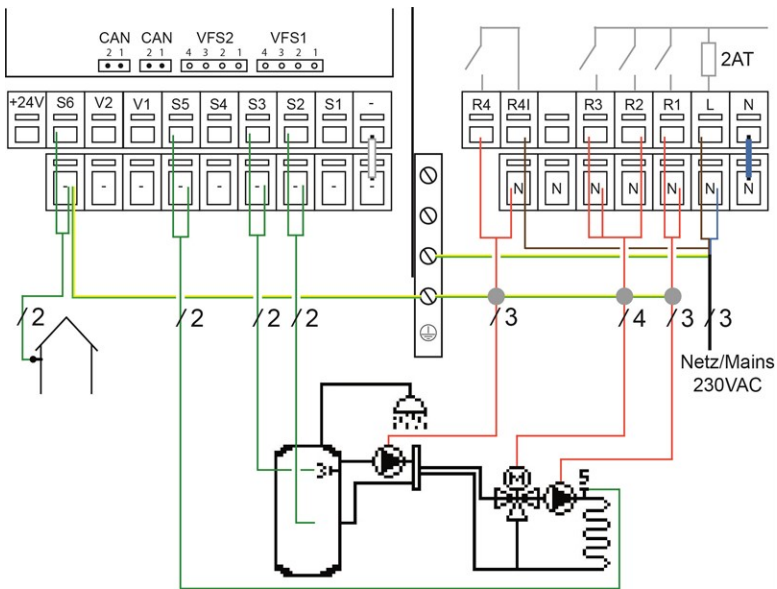 CAN CAN VFS2 VFS1
2 1 2 1 4 3 2 1 4 3 2 1
2AT
+24V S6 V2 V1 S5 S4 S3 S2 S1 -
R4 R4I R3 R2 R1 L N
- - - - - - - - -
N N N N N N
/2 /2 /2 /2 /3 /4 /3 /3
Netz/Mains
230VAC
M
3
S